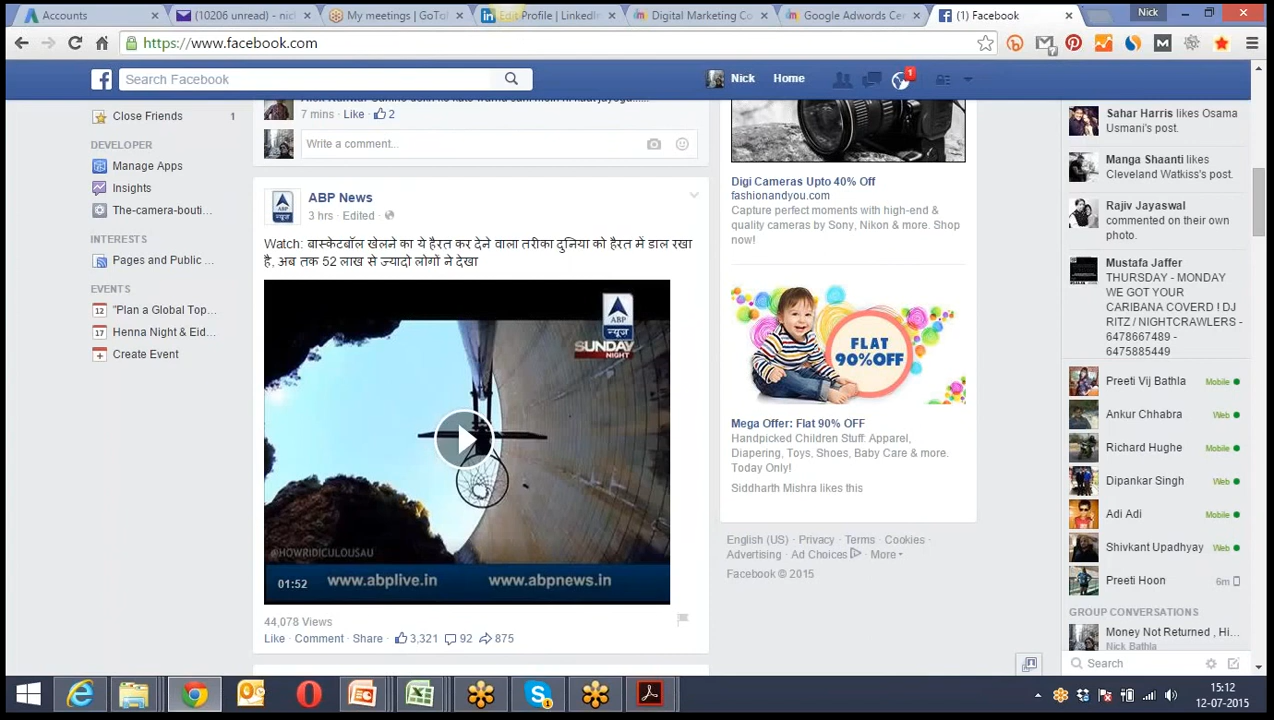 Accounts
(10206 unread) - nick
My meetings | GoTo
Edit Profile | LinkedIn
Digital Marketing Co
Google Adwords Cer
(1) Facebook
Nick
https://www.facebook.com
Search Facebook
Nick
Home
1
Close Friends 1
DEVELOPER
Manage Apps
Insights
The-camera-bouti...
INTERESTS
Pages and Public ...
EVENTS
12 "Plan a Global Top...
17 Henna Night & Eid...
Create Event
7 mins · Like · 2
Write a comment...
ABP News
3 hrs · Edited ·
Watch: बास्केटबॉल खेलने का ये हैरत कर देने वाला तरीका दुनिया को हैरत में डाल रखा
है, अब तक 52 लाख से ज्यादो लोगों ने देखा
ABP
न्यूज़
SUNDAY
NIGHT
@HOWRIDICULOUSAU
01:52 www.abplive.in www.abpnews.in
44,078 Views
Like · Comment · Share · 3,321 92 875
Digi Cameras Upto 40% Off
fashionandyou.com
Capture perfect moments with high-end &
quality cameras by Sony, Nikon & more. Shop
now!
FLAT
90%OFF
Mega Offer: Flat 90% OFF
Handpicked Children Stuff: Apparel,
Diapering, Toys, Shoes, Baby Care & more.
Today Only!
Siddharth Mishra likes this
English (US) · Privacy · Terms · Cookies ·
Advertising · Ad Choices · More
Facebook © 2015
Sahar Harris likes Osama
Usmani's post.
Manga Shaanti likes
Cleveland Watkiss's post.
Rajiv Jayaswal
commented on their own
photo.
Mustafa Jaffer
THURSDAY - MONDAY
WE GOT YOUR
CARIBANA COVERD ! DJ
RITZ / NIGHTCRAWLERS -
6478667489 -
6475885449
Preeti Vij Bathla Mobile
Ankur Chhabra Web
Richard Hughe Mobile
Dipankar Singh Web
Adi Adi Mobile
Shivkant Upadhyay Web
Preeti Hoon 6m
GROUP CONVERSATIONS
Money Not Returned , Hi...
Nick Bathla
Search
15:12
12-07-2015